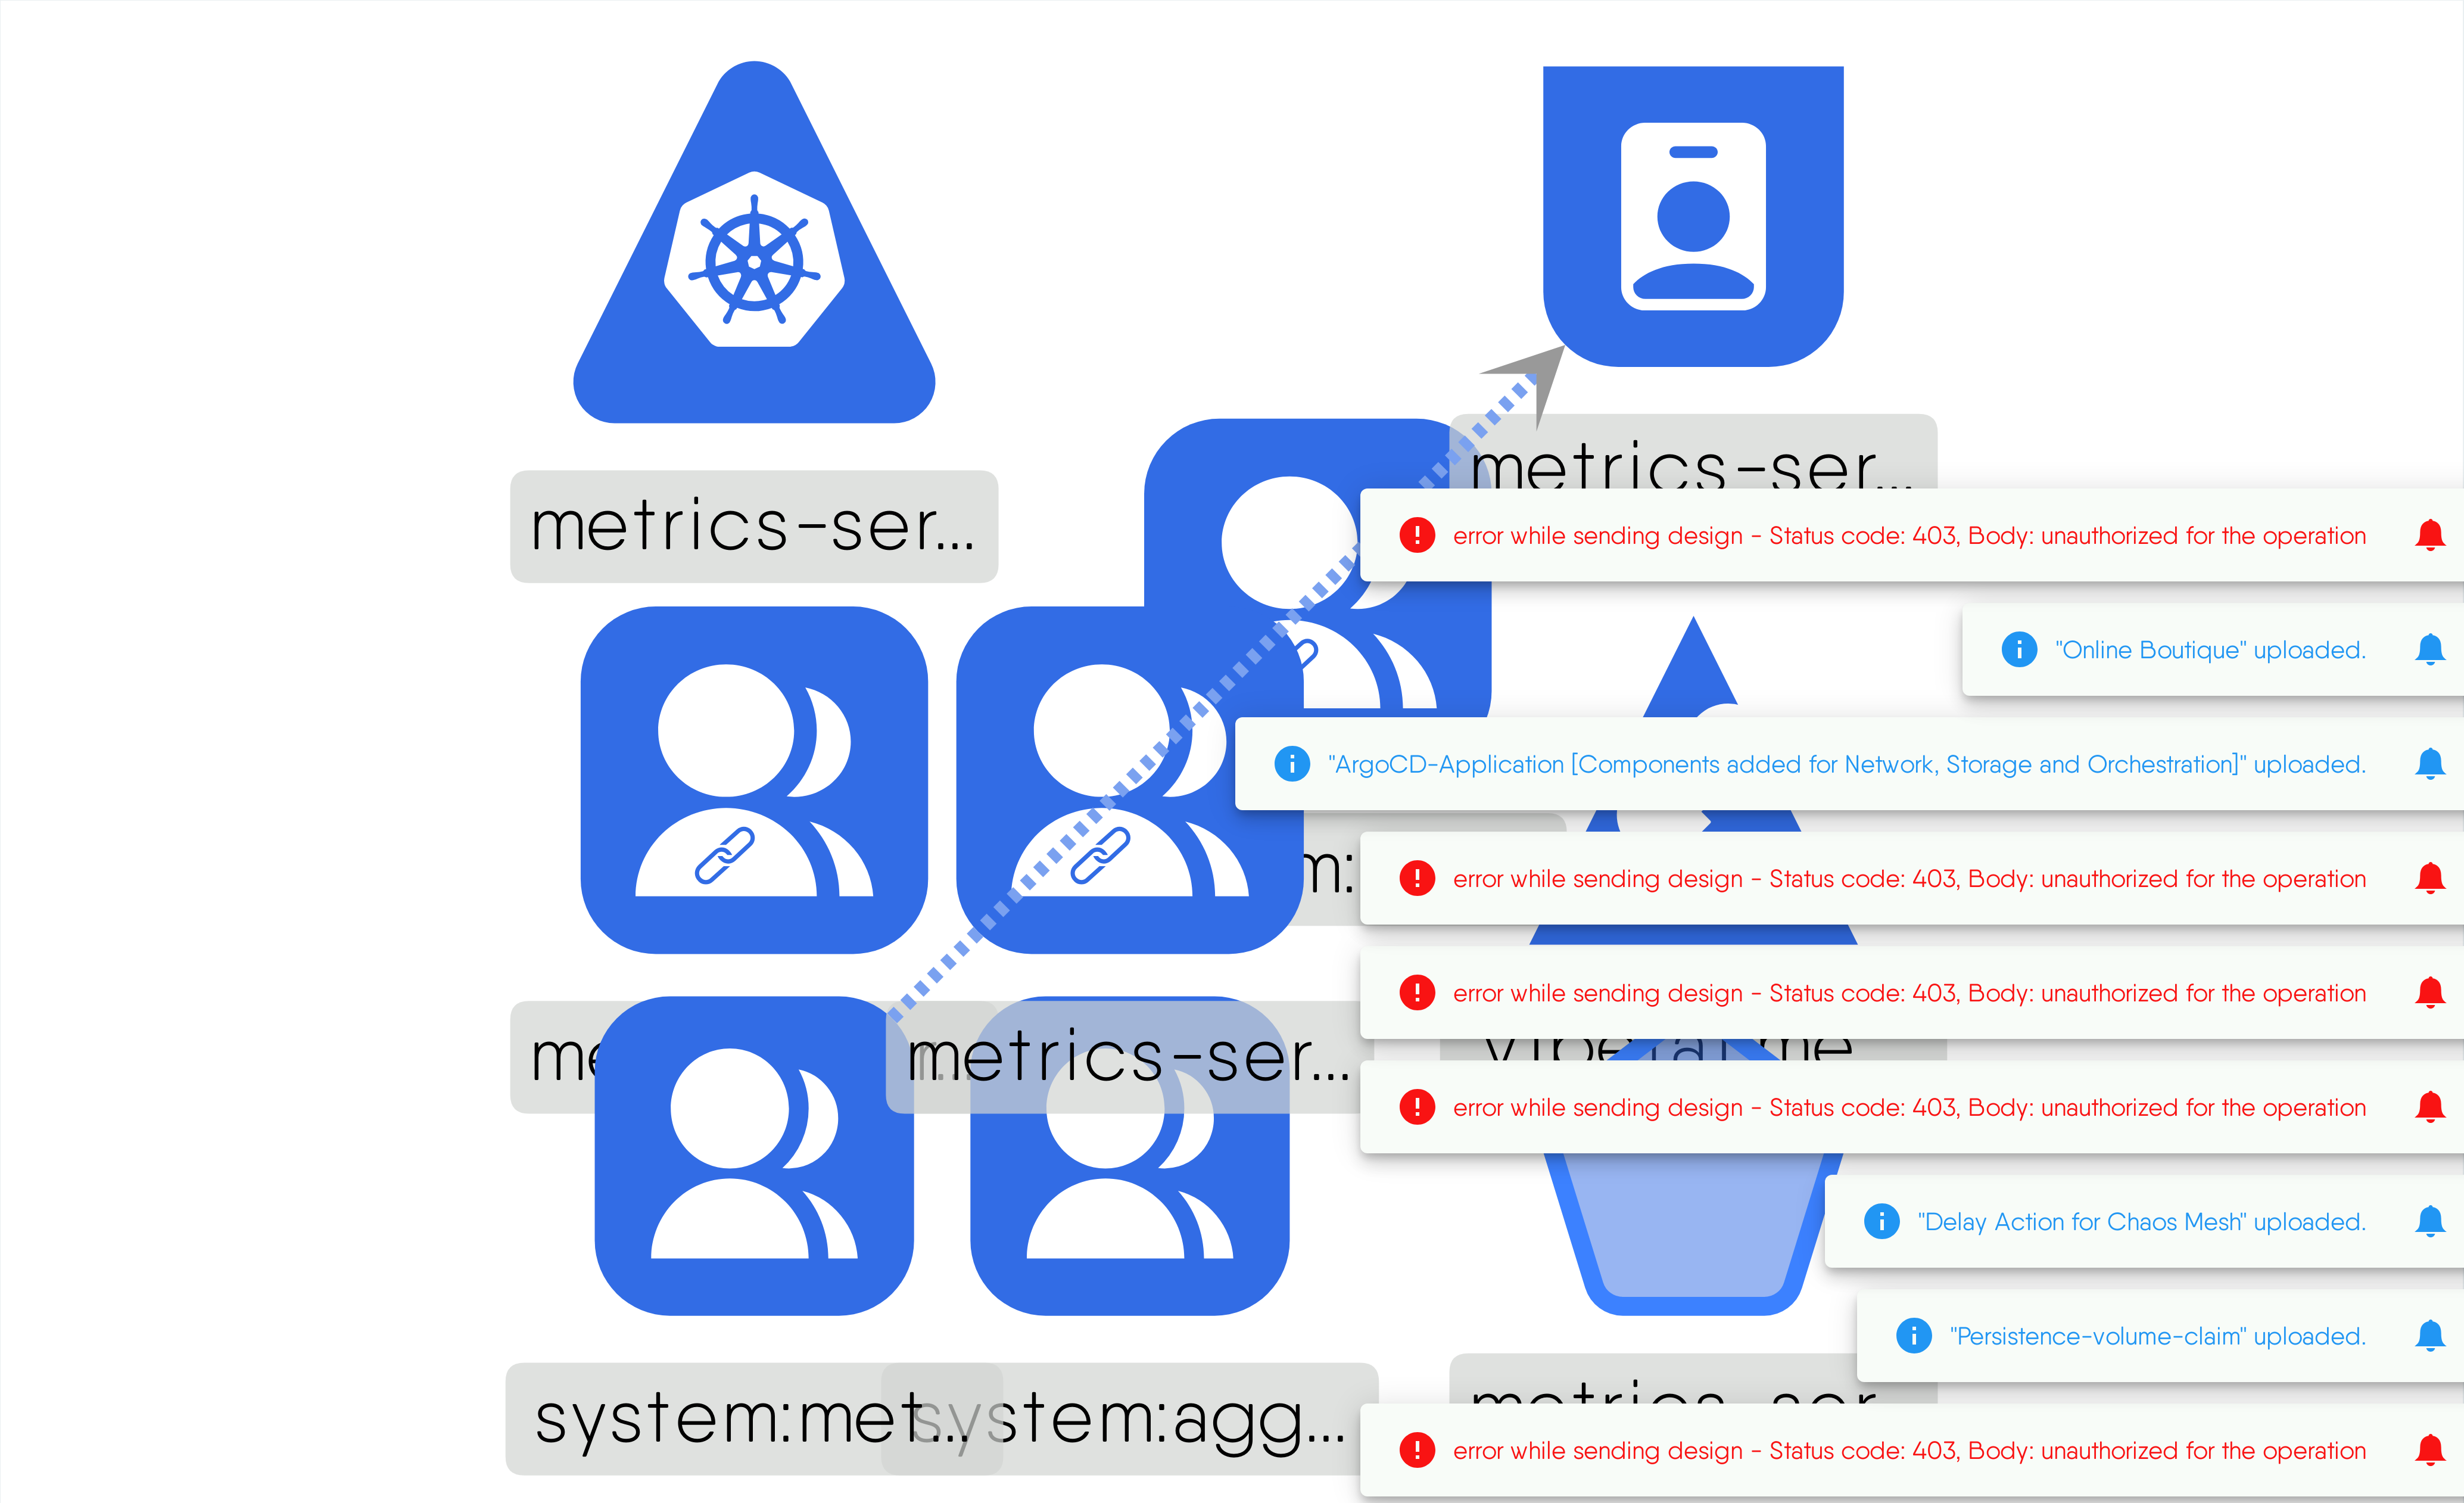 metrics-ser...
metrics-ser...
error while sending design - Status code: 403, Body: unauthorized for the operation
"Online Boutique" uploaded.
"ArgoCD-Application [Components added for Network, Storage and Orchestration]" uploaded.
m:
error while sending design - Status code: 403, Body: unauthorized for the operation
error while sending design - Status code: 403, Body: unauthorized for the operation
me
metrics-ser...
error while sending design - Status code: 403, Body: unauthorized for the operation
"Delay Action for Chaos Mesh" uploaded.
"Persistence-volume-claim" uploaded.
system:met...
system:agg...
metrics-ser
error while sending design - Status code: 403, Body: unauthorized for the operation